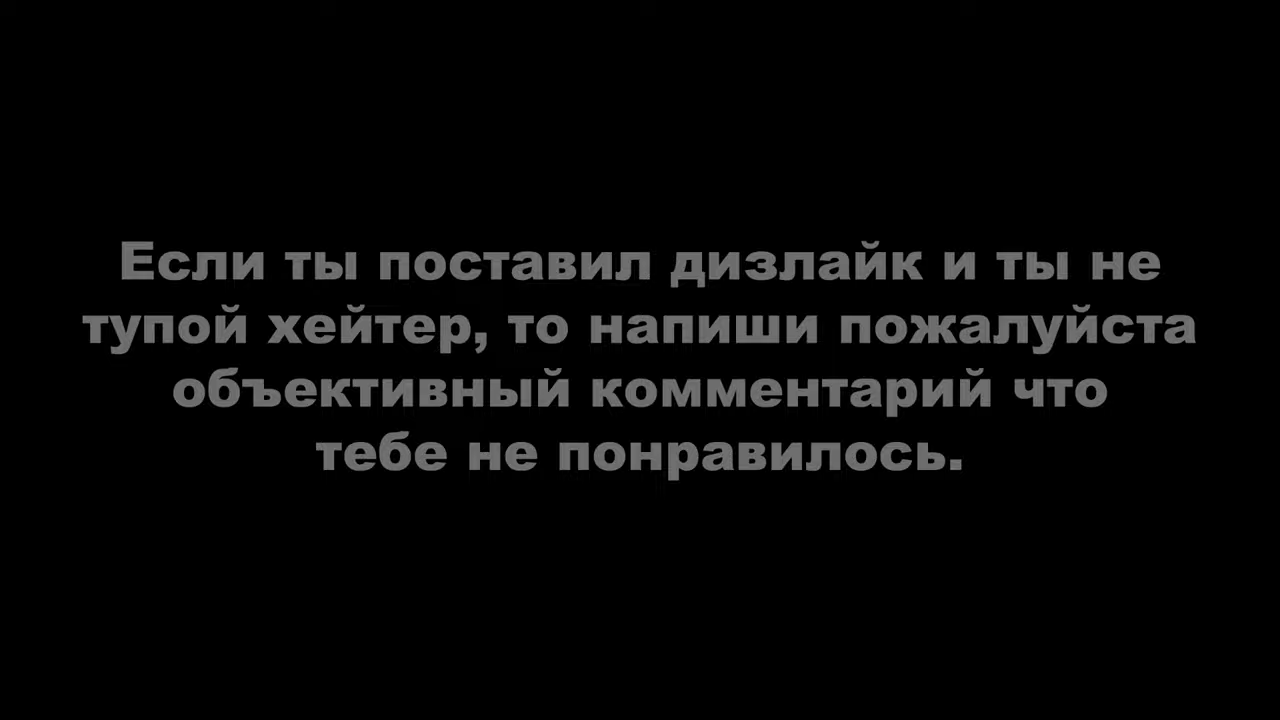 Если ты поставил дизлайк и ты не
тупой хейтер, то напиши пожалуйста
объективный комментарий что
тебе не понравилось.